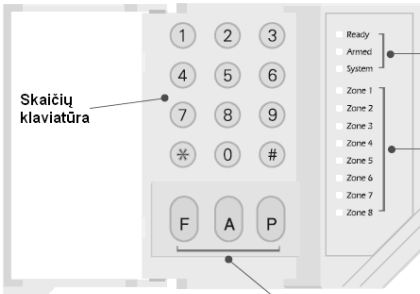 1 2 3
4 5 6
7 8 9
* 0 #
F A P
Skaičių
klaviatūra
Ready
Armed
System
Zone 1
Zone 2
Zone 3
Zone 4
Zone 5
Zone 6
Zone 7
Zone 8